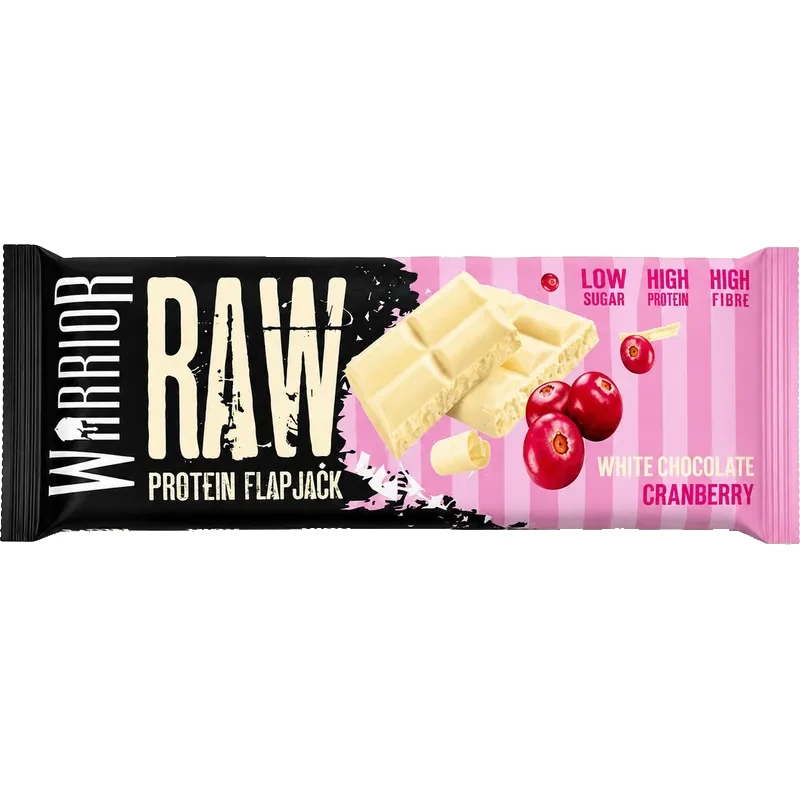 WARRIOR
RAW
PROTEIN FLAPJACK
LOW
SUGAR
HIGH
PROTEIN
HIGH
FIBRE
WHITE CHOCOLATE
CRANBERRY